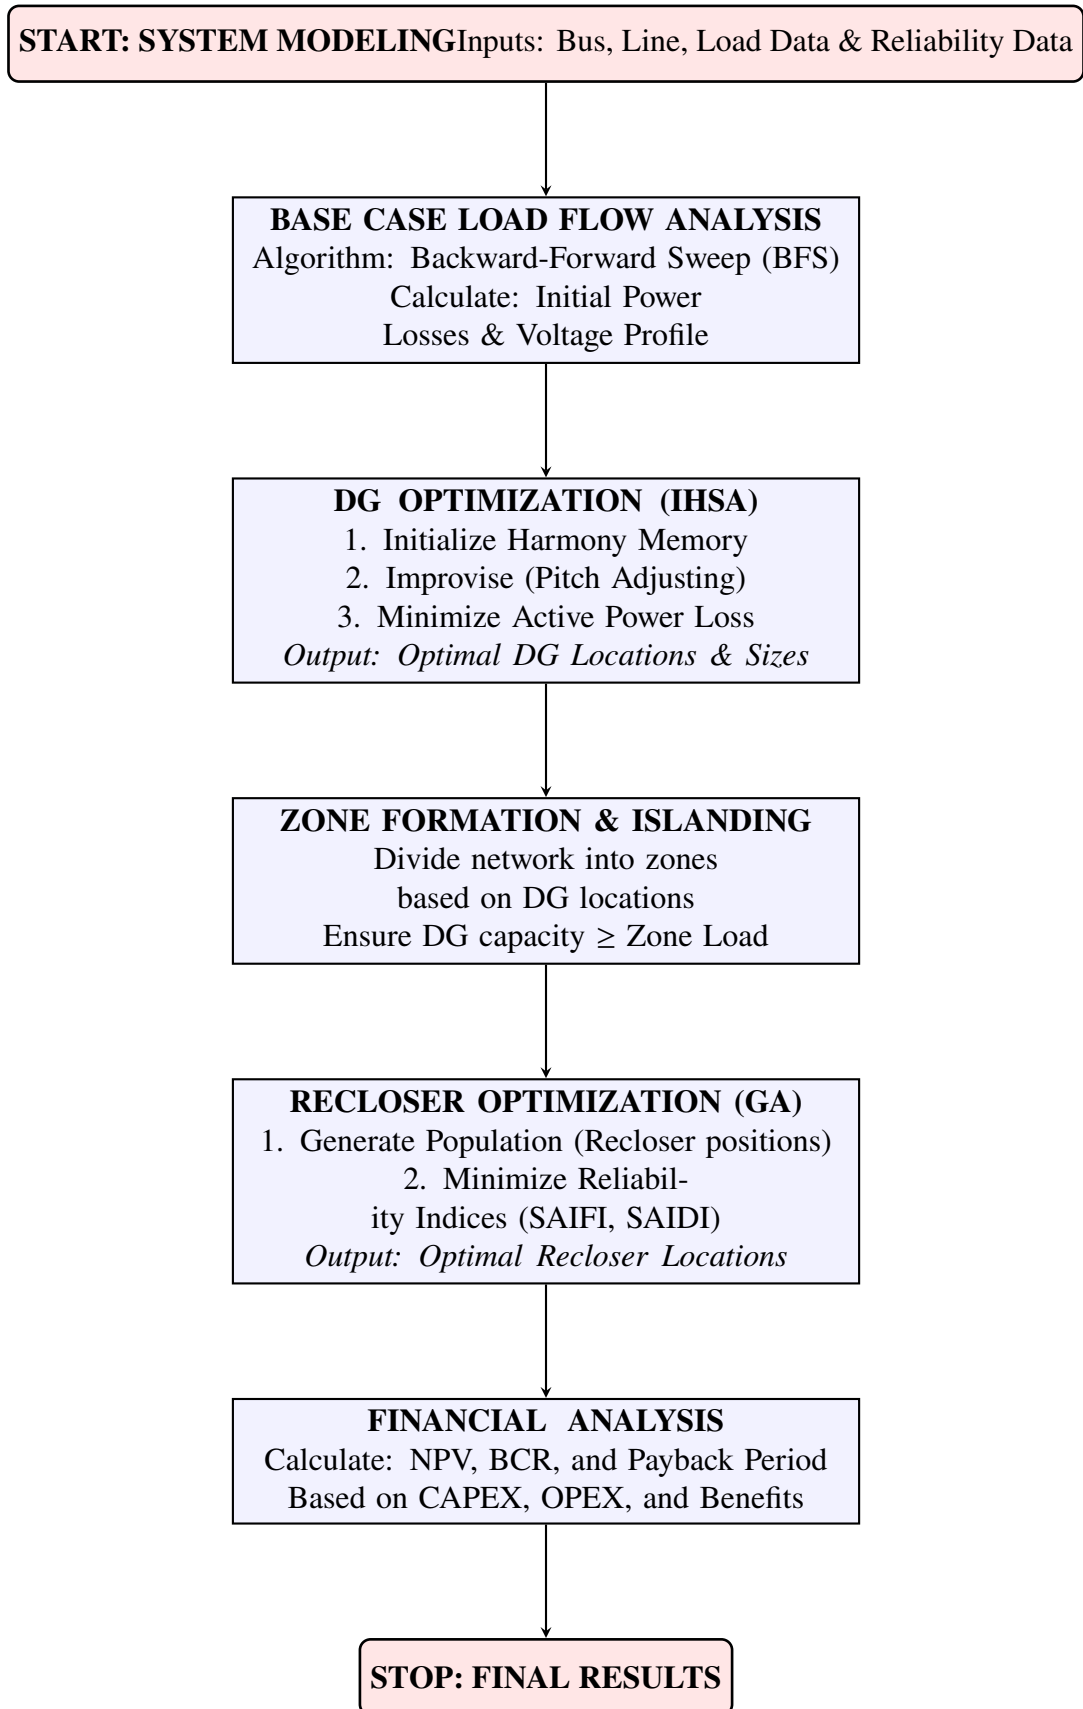 START: SYSTEM MODELINGInputs: Bus, Line, Load Data & Reliability Data
BASE CASE LOAD FLOW ANALYSIS
Algorithm: Backward-Forward Sweep (BFS)
Calculate: Initial Power
Losses & Voltage Profile
DG OPTIMIZATION (IHSA)
1. Initialize Harmony Memory
2. Improvise (Pitch Adjusting)
3. Minimize Active Power Loss
Output: Optimal DG Locations & Sizes
ZONE FORMATION & ISLANDING
Divide network into zones
based on DG locations
Ensure DG capacity ≥ Zone Load
RECLOSER OPTIMIZATION (GA)
1. Generate Population (Recloser positions)
2. Minimize Reliabil-
ity Indices (SAIFI, SAIDI)
Output: Optimal Recloser Locations
FINANCIAL ANALYSIS
Calculate: NPV, BCR, and Payback Period
Based on CAPEX, OPEX, and Benefits
STOP: FINAL RESULTS